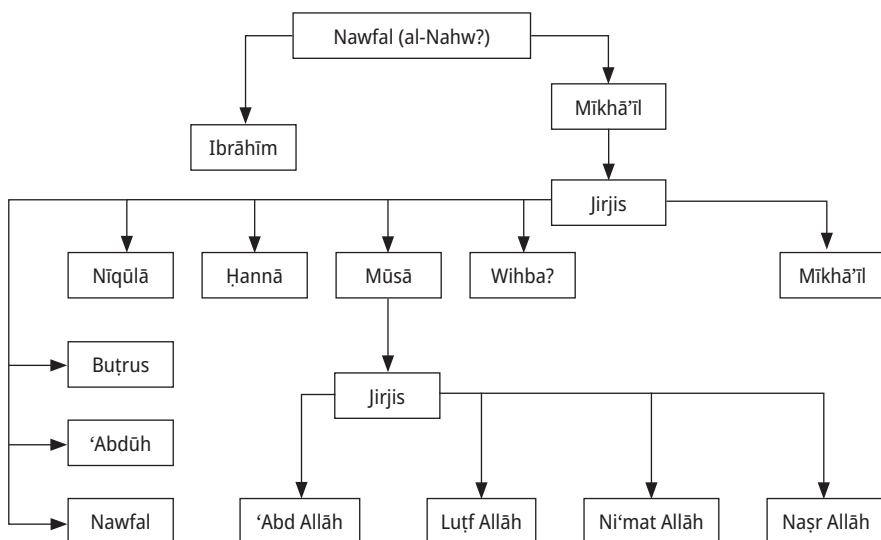 Nawfal (al-Nahw?)
Mīkhā’īl
Ibrāhīm
Jirjis
Nīqūlā
Ḥannā
Mūsā
Wihba?
Mīkhā’īl
Buṭrus
Jirjis
‘Abdūh
Nawfal
‘Abd Allāh
Luṭf Allāh
Ni‘mat Allāh
Naṣr Allāh